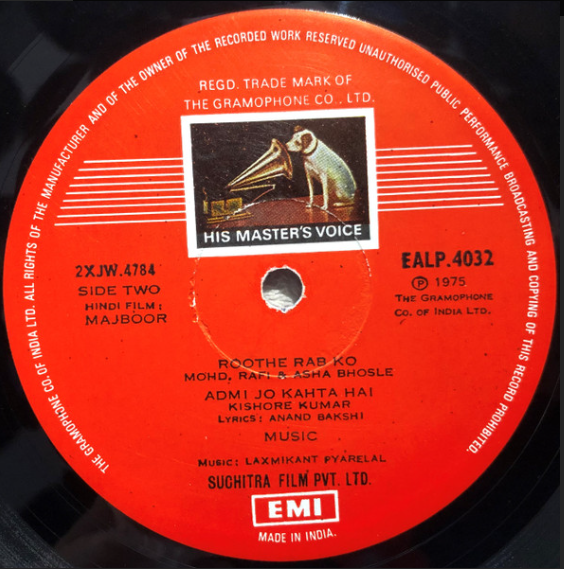 THE GRAMOPHONE CO. OF INDIA LTD. ALL RIGHTS OF THE MANUFACTURER AND OF THE OWNER OF THE RECORDED WORK RESERVED UNAUTHORISED PUBLIC PERFORMANCE BROADCASTING AND COPYING OF THIS RECORD PROHIBITED.
REGD. TRADE MARK OF
THE GRAMOPHONE CO., LTD.
HIS MASTER'S VOICE
2XJW.4784
SIDE TWO
HINDI FILM:
MAJBOOR
EALP.4032
Ⓟ 1975
THE GRAMOPHONE
CO. OF INDIA LTD.
ROOTHE RAB KO
MOHD. RAFI & ASHA BHOSLE
ADMI JO KAHTA HAI
KISHORE KUMAR
LYRICS: ANAND BAKSHI
MUSIC
MUSIC: LAXMIKANT PYARELAL
SUCHITRA FILM PVT. LTD.
EMI
MADE IN INDIA.